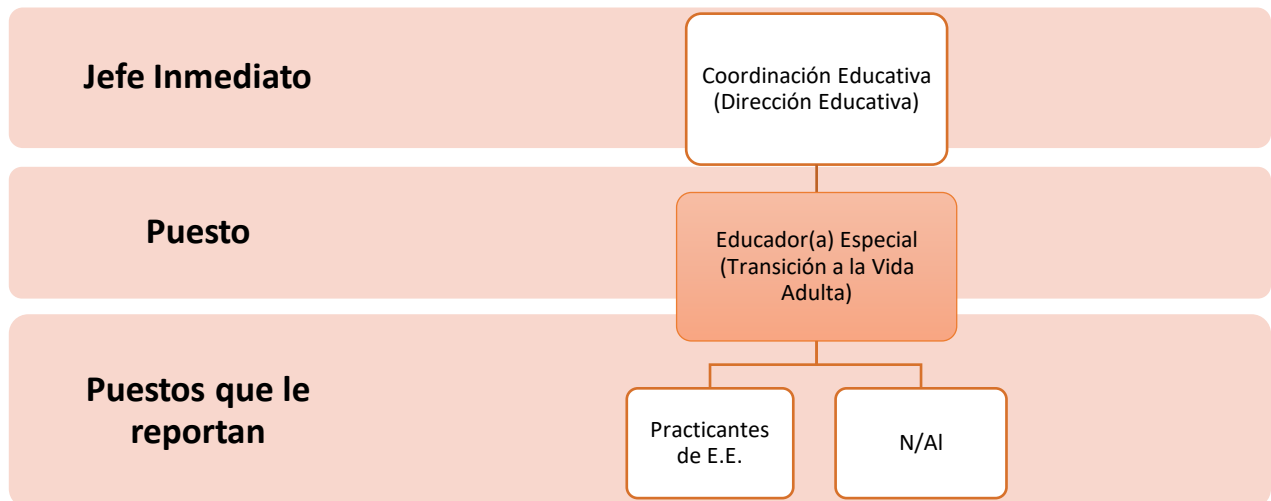 Jefe Inmediato
Coordinación Educativa
(Dirección Educativa)
Puesto
Educador(a) Especial
(Transición a la Vida
Adulta)
Puestos que le
reportan
Practicantes
de E.E.
N/Al